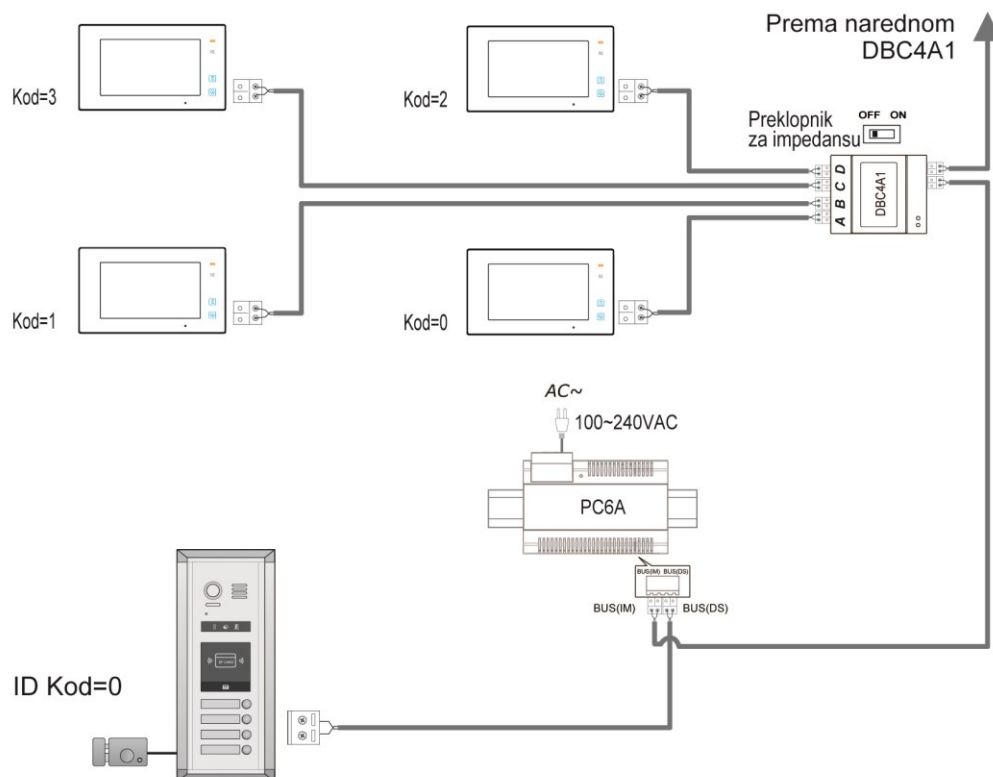 Prema narednom
DBC4A1
Kod=3
Kod=2
Preklopnik
za impedansu
OFF ON
A B C D
DBC4A1
Kod=1
Kod=0
AC~
100~240VAC
PC6A
BUS(IM) BUS(DS)
BUS(IM)
BUS(DS)
ID Kod=0